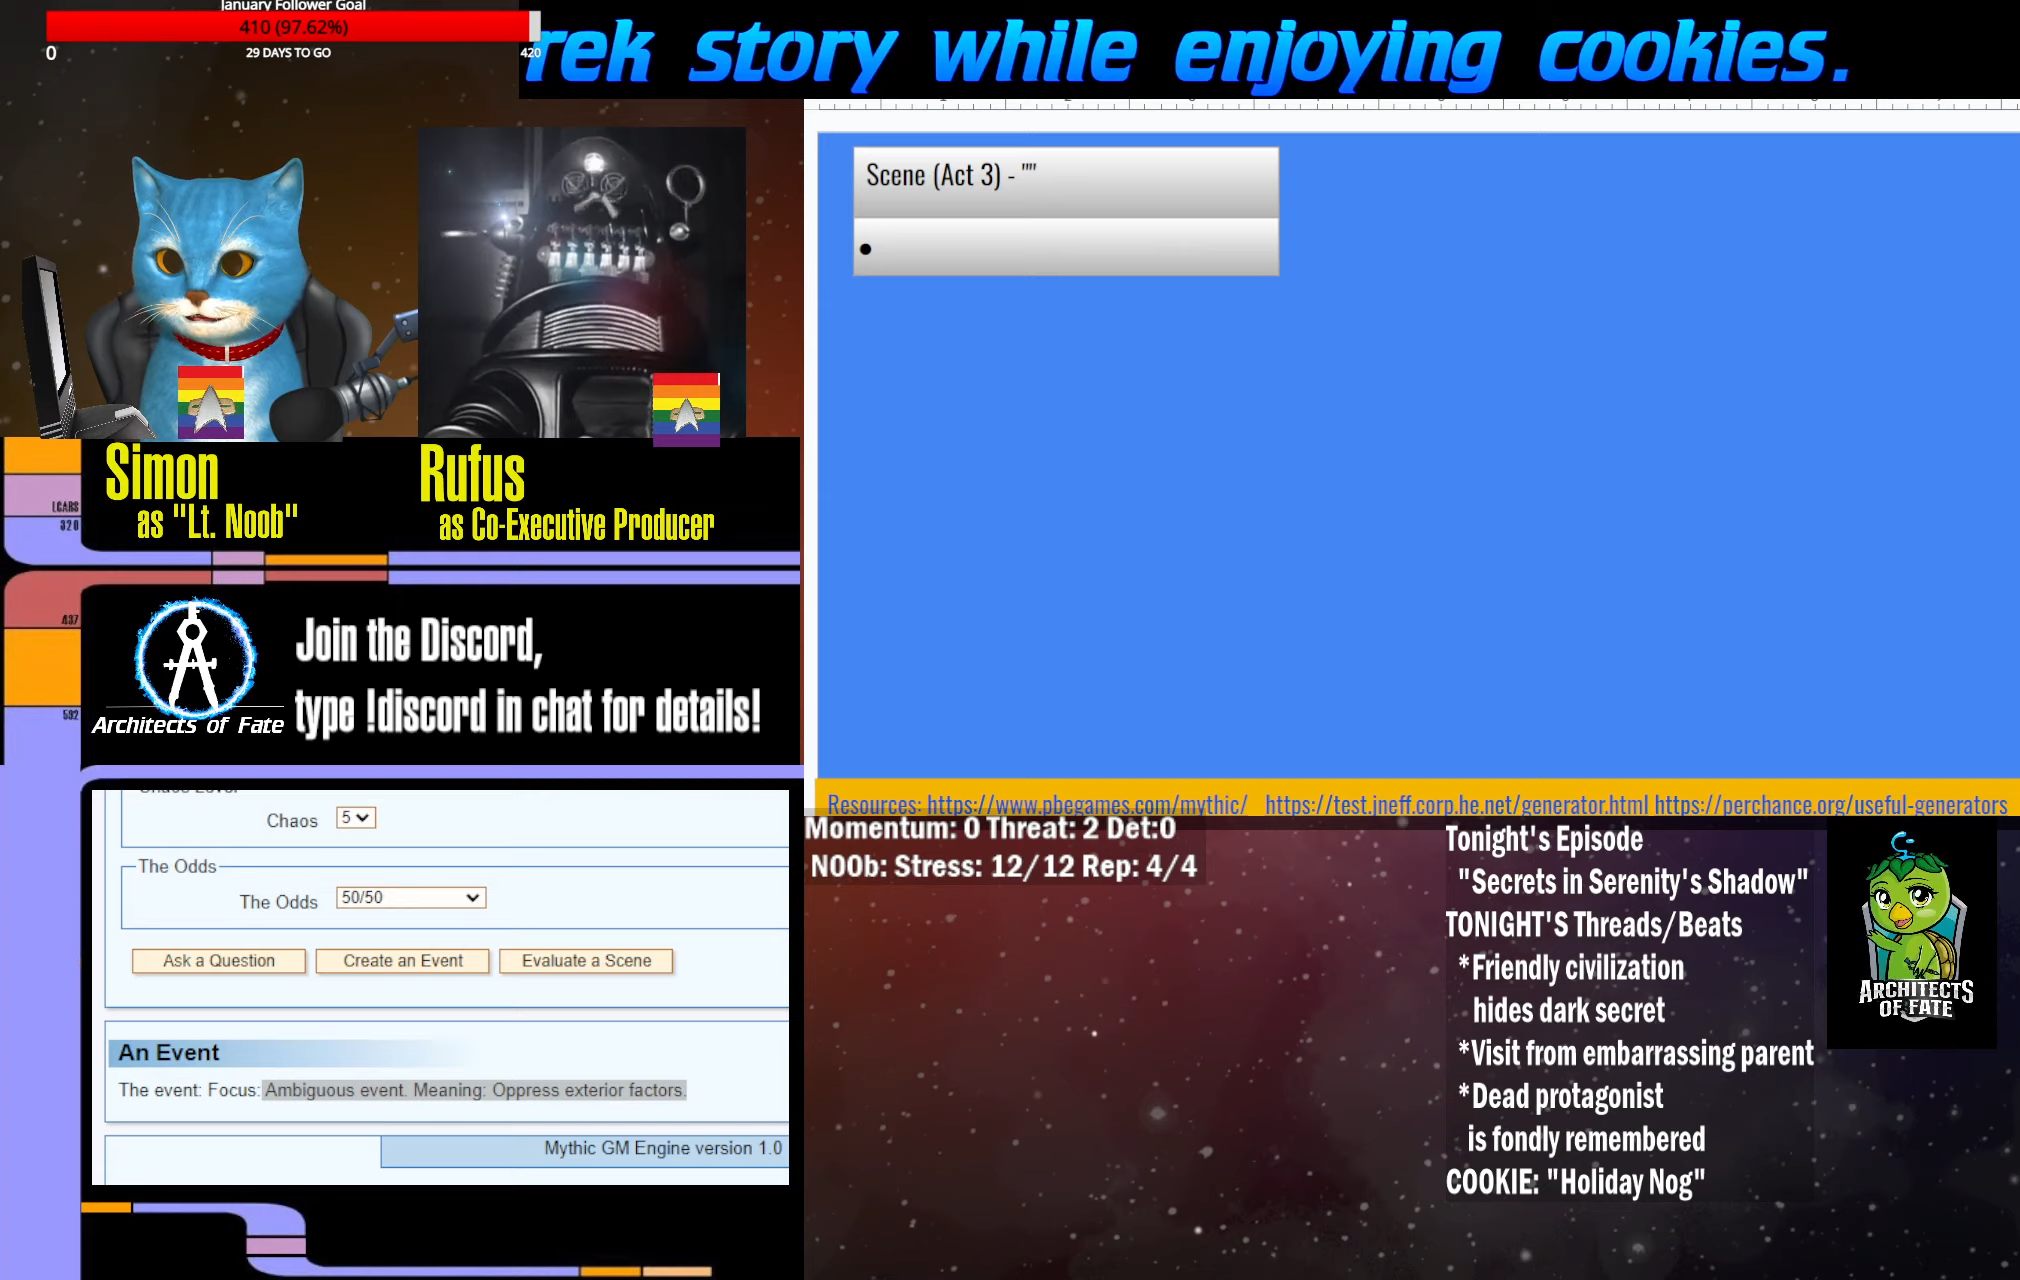 January Follower Goal
410 (97.62%)
0
29 DAYS TO GO
420
rek story while enjoying cookies.
Scene (Act 3) - ""
•
Simon
as "Lt. Noob"
Rufus
as Co-Executive Producer
LCARS
320
437
592
Join the Discord,
type !discord in chat for details!
Architects of Fate
Chaos Level
Chaos 5
The Odds
The Odds 50/50
Ask a Question Create an Event Evaluate a Scene
An Event
The event: Focus: Ambiguous event. Meaning: Oppress exterior factors.
Mythic GM Engine version 1.0
Resources: https://www.pbegames.com/mythic/ https://test.jneff.corp.he.net/generator.html https://perchance.org/useful-generators
Momentum: 0 Threat: 2 Det:0
N00b: Stress: 12/12 Rep: 4/4
Tonight's Episode
"Secrets in Serenity's Shadow"
TONIGHT'S Threads/Beats
*Friendly civilization
hides dark secret
*Visit from embarrassing parent
*Dead protagonist
is fondly remembered
COOKIE: "Holiday Nog"
ARCHITECTS
OF FATE